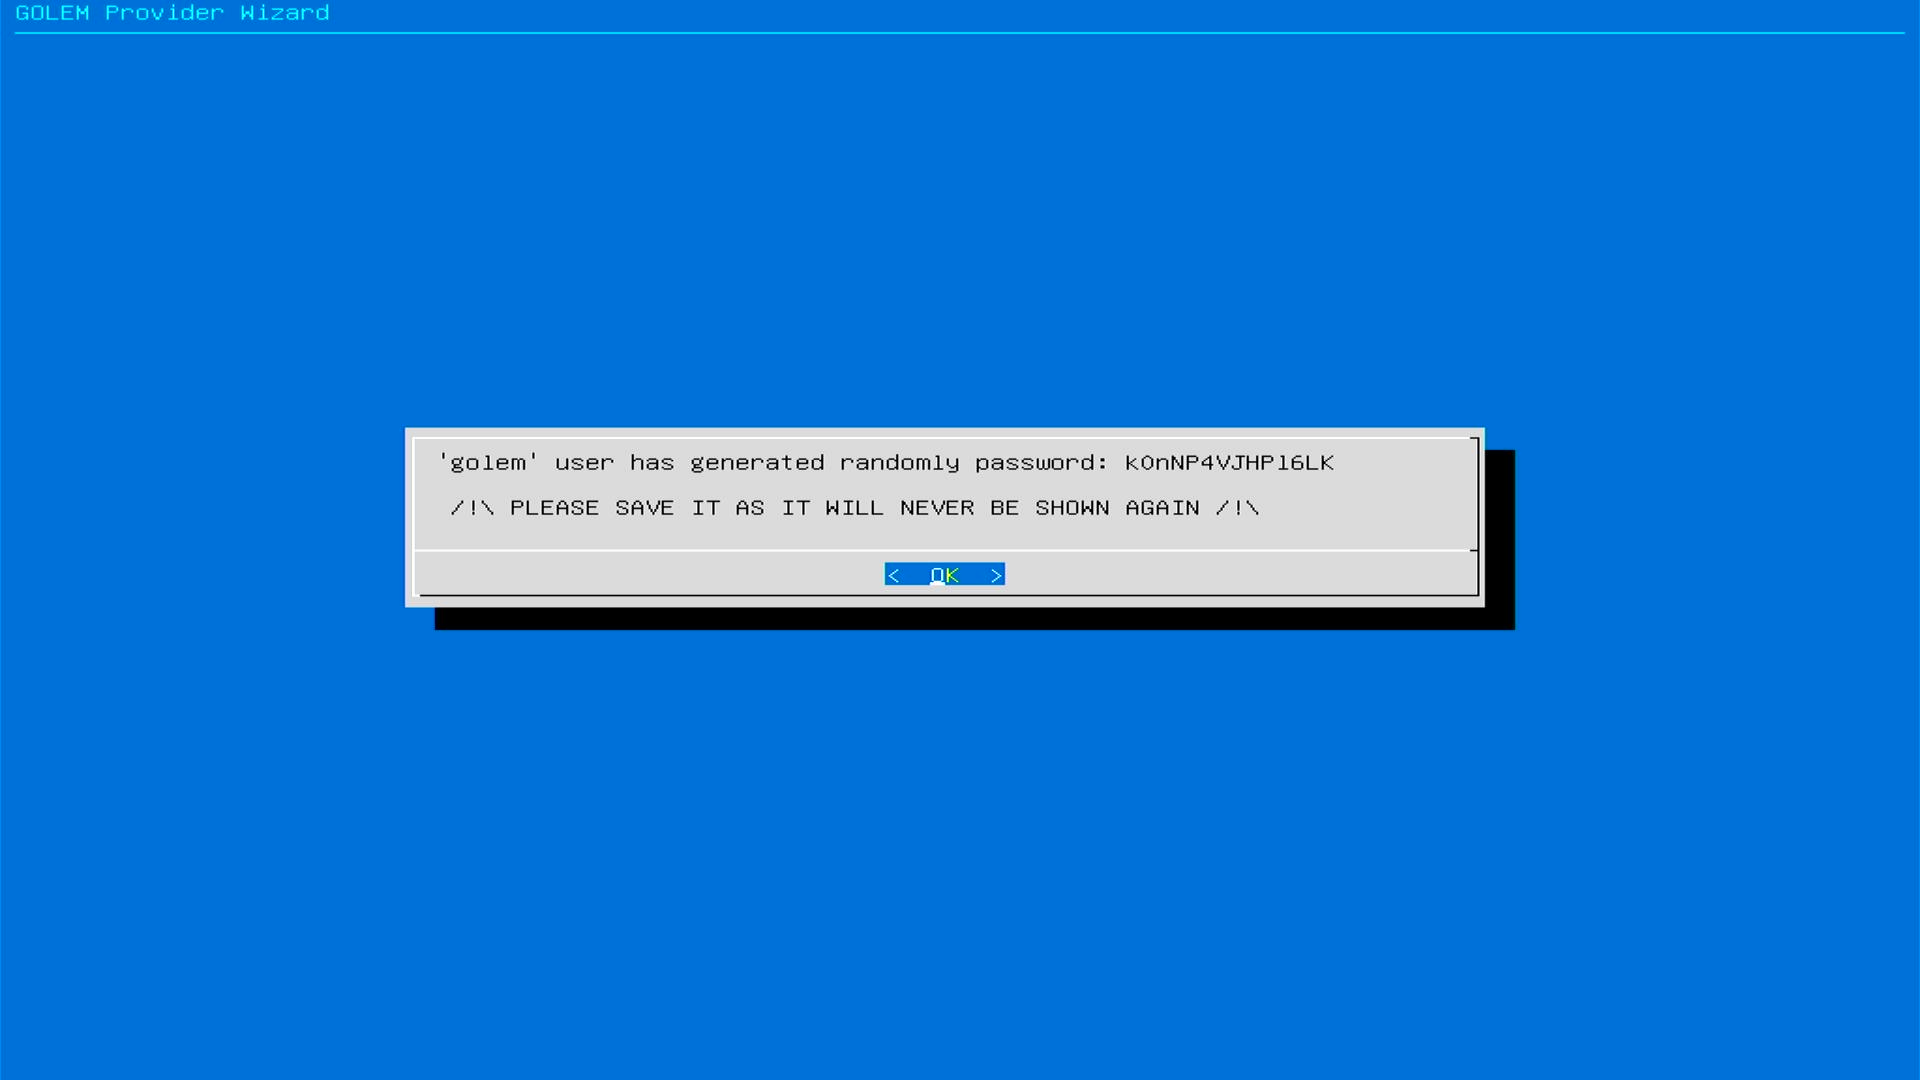 GOLEM Provider Wizard
'golem' user has generated randomly password: kOnNP4VJHPl6LK
/!\ PLEASE SAVE IT AS IT WILL NEVER BE SHOWN AGAIN /!\
< OK >